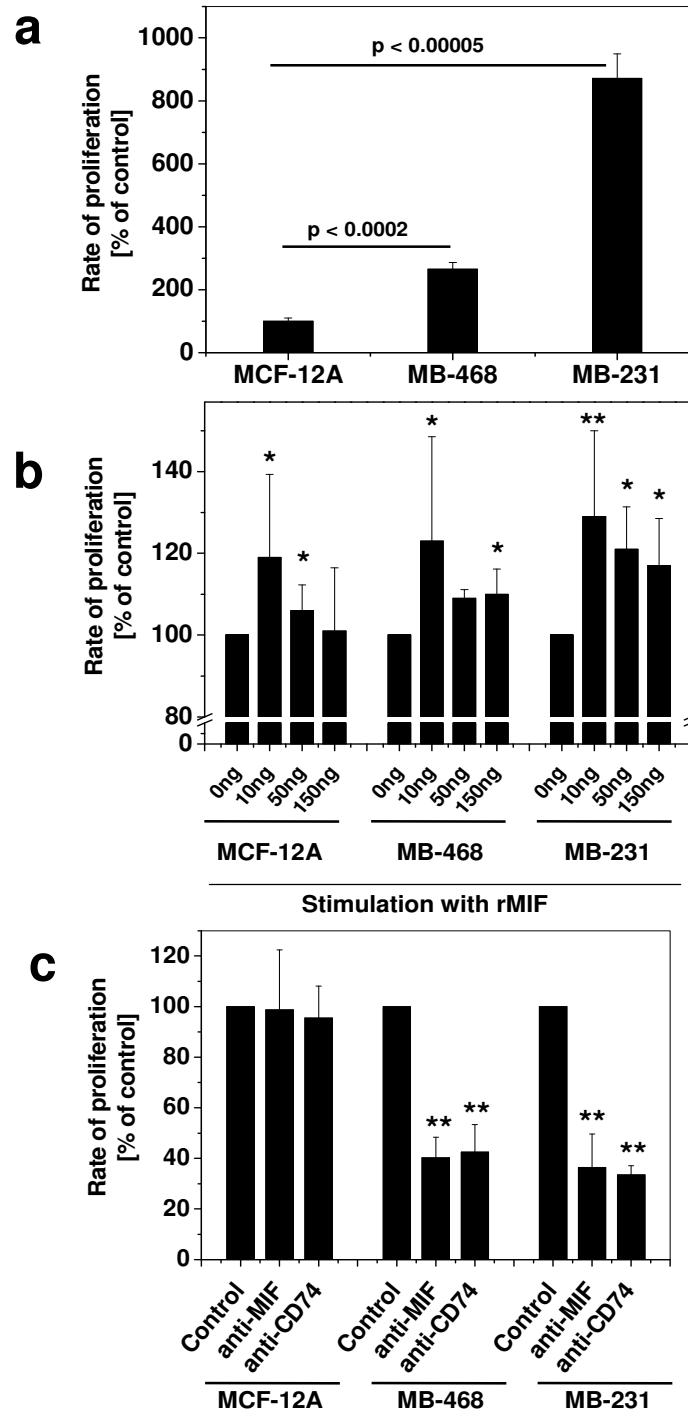 a
Rate of proliferation
[% of control]
1000
800
600
400
200
0
p < 0.00005
p < 0.0002
MCF-12A MB-468 MB-231
b
Rate of proliferation
[% of control]
140
120
100
80
0
* * * * ** * *
0ng 10ng 50ng 150ng 0ng 10ng 50ng 150ng 0ng 10ng 50ng 150ng
MCF-12A MB-468 MB-231
Stimulation with rMIF
c
Rate of proliferation
[% of control]
120
100
80
60
40
20
0
** ** ** **
Control anti-MIF anti-CD74 Control anti-MIF anti-CD74 Control anti-MIF anti-CD74
MCF-12A MB-468 MB-231